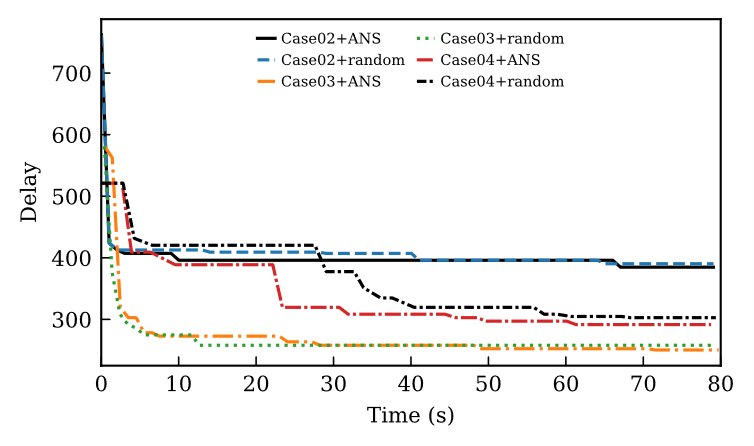 Case02+ANS
Case02+random
Case03+ANS
Case03+random
Case04+ANS
Case04+random
700
600
500
400
300
Delay
0 10 20 30 40 50 60 70 80
Time (s)